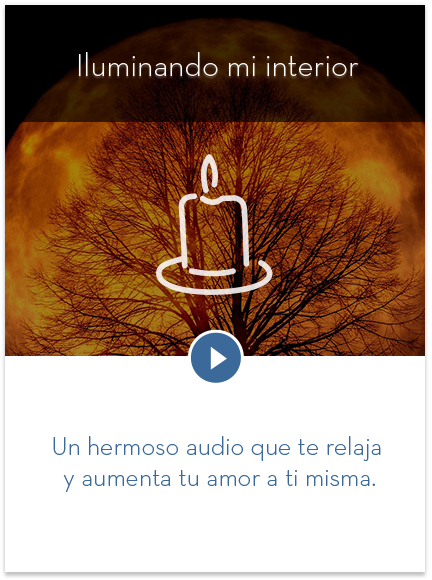 Iluminando mi interior
Un hermoso audio que te relaja
y aumenta tu amor a ti misma.